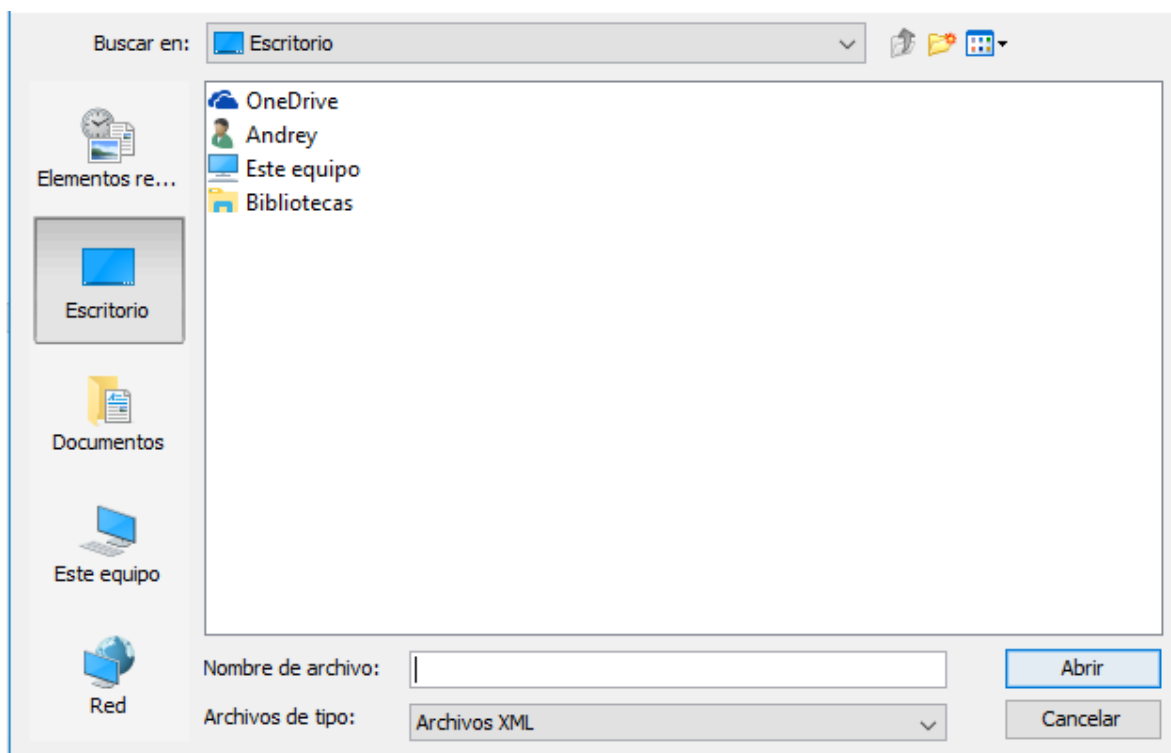 Buscar en: Escritorio
OneDrive
Andrey
Este equipo
Bibliotecas
Elementos re...
Escritorio
Documentos
Este equipo
Red
Nombre de archivo: Abrir
Archivos de tipo: Archivos XML Cancelar